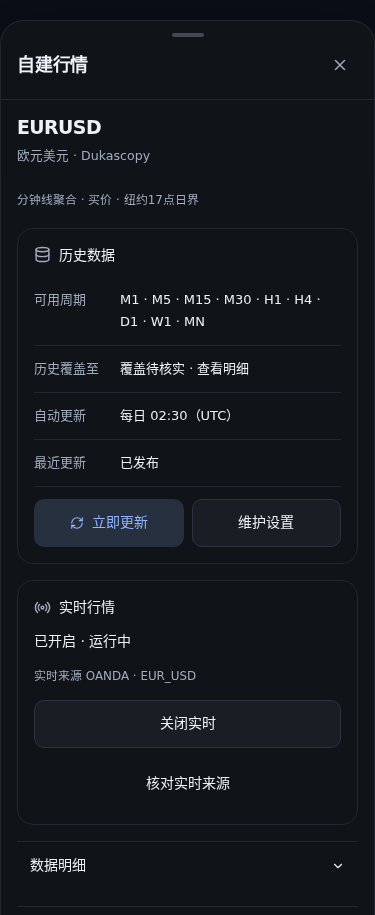 自建行情
EURUSD
欧元美元 · Dukascopy
分钟线聚合 · 买价 · 纽约17点日界
历史数据
可用周期 M1 · M5 · M15 · M30 · H1 · H4 ·
D1 · W1 · MN
历史覆盖至 覆盖待核实 · 查看明细
自动更新 每日 02:30（UTC）
最近更新 已发布
立即更新 维护设置
实时行情
已开启 · 运行中
实时来源 OANDA · EUR_USD
关闭实时
核对实时来源
数据明细